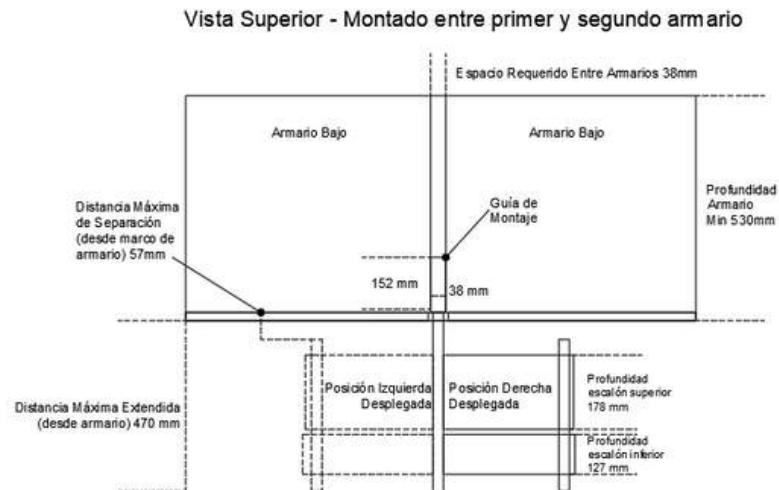 Vista Superior - Montado entre primer y segundo armario
Espacio Requerido Entre Armarios 38mm
Armario Bajo
Armario Bajo
Distancia Máxima
de Separación
(desde marco de
armario) 57mm
Guía de
Montaje
Profundidad
Armario
Min 530mm
152 mm
38 mm
Distancia Máxima Extendida
(desde armario) 470 mm
Posición Izquierda
Desplegada
Posición Derecha
Desplegada
Profundidad
escalón superior
178 mm
Profundidad
escalón inferior
127 mm